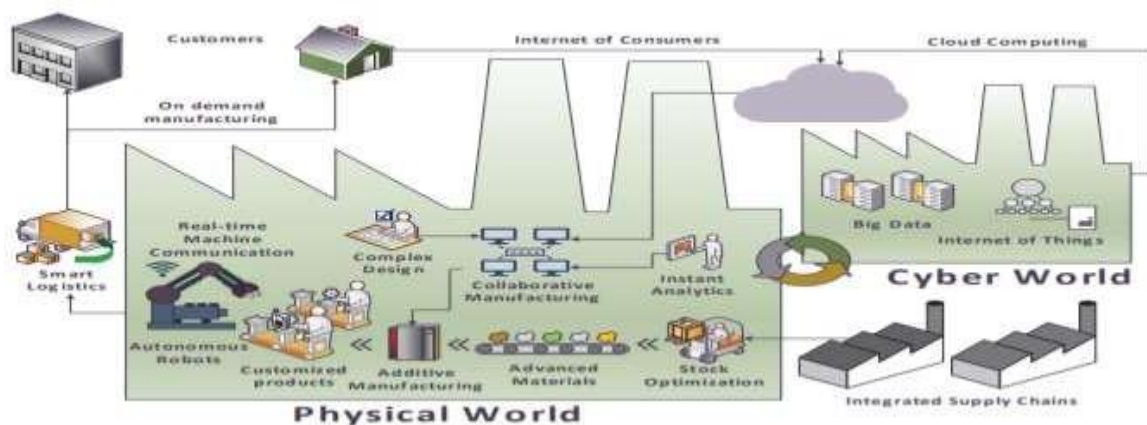 Customers
Internet of Consumers
Cloud Computing
On demand
manufacturing
Real-time
Machine
Communication
Complex
Design
Collaborative
Manufacturing
Instant
Analytics
Big Data
Internet of Things
Cyber World
Smart
Logistics
Autonomous
Robots
Customized
products
Additive
Manufacturing
Advanced
Materials
Stock
Optimization
Integrated Supply Chains
Physical World